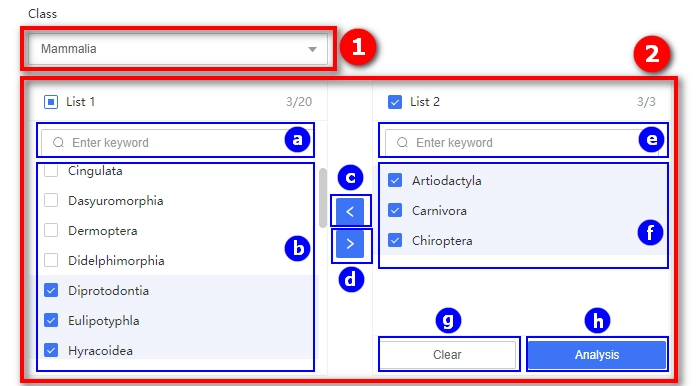 Class
Mammalia
1
2
List 1 3/20
List 2 3/3
Enter keyword a
Enter keyword e
Cingulata
Dasyuromorphia
Dermoptera
Didelphimorphia
Diprotodontia
Eulipotyphla
Hyracoidea
b
c
<
>
d
Artiodactyla
Carnivora
Chiroptera
f
g
h
Clear
Analysis